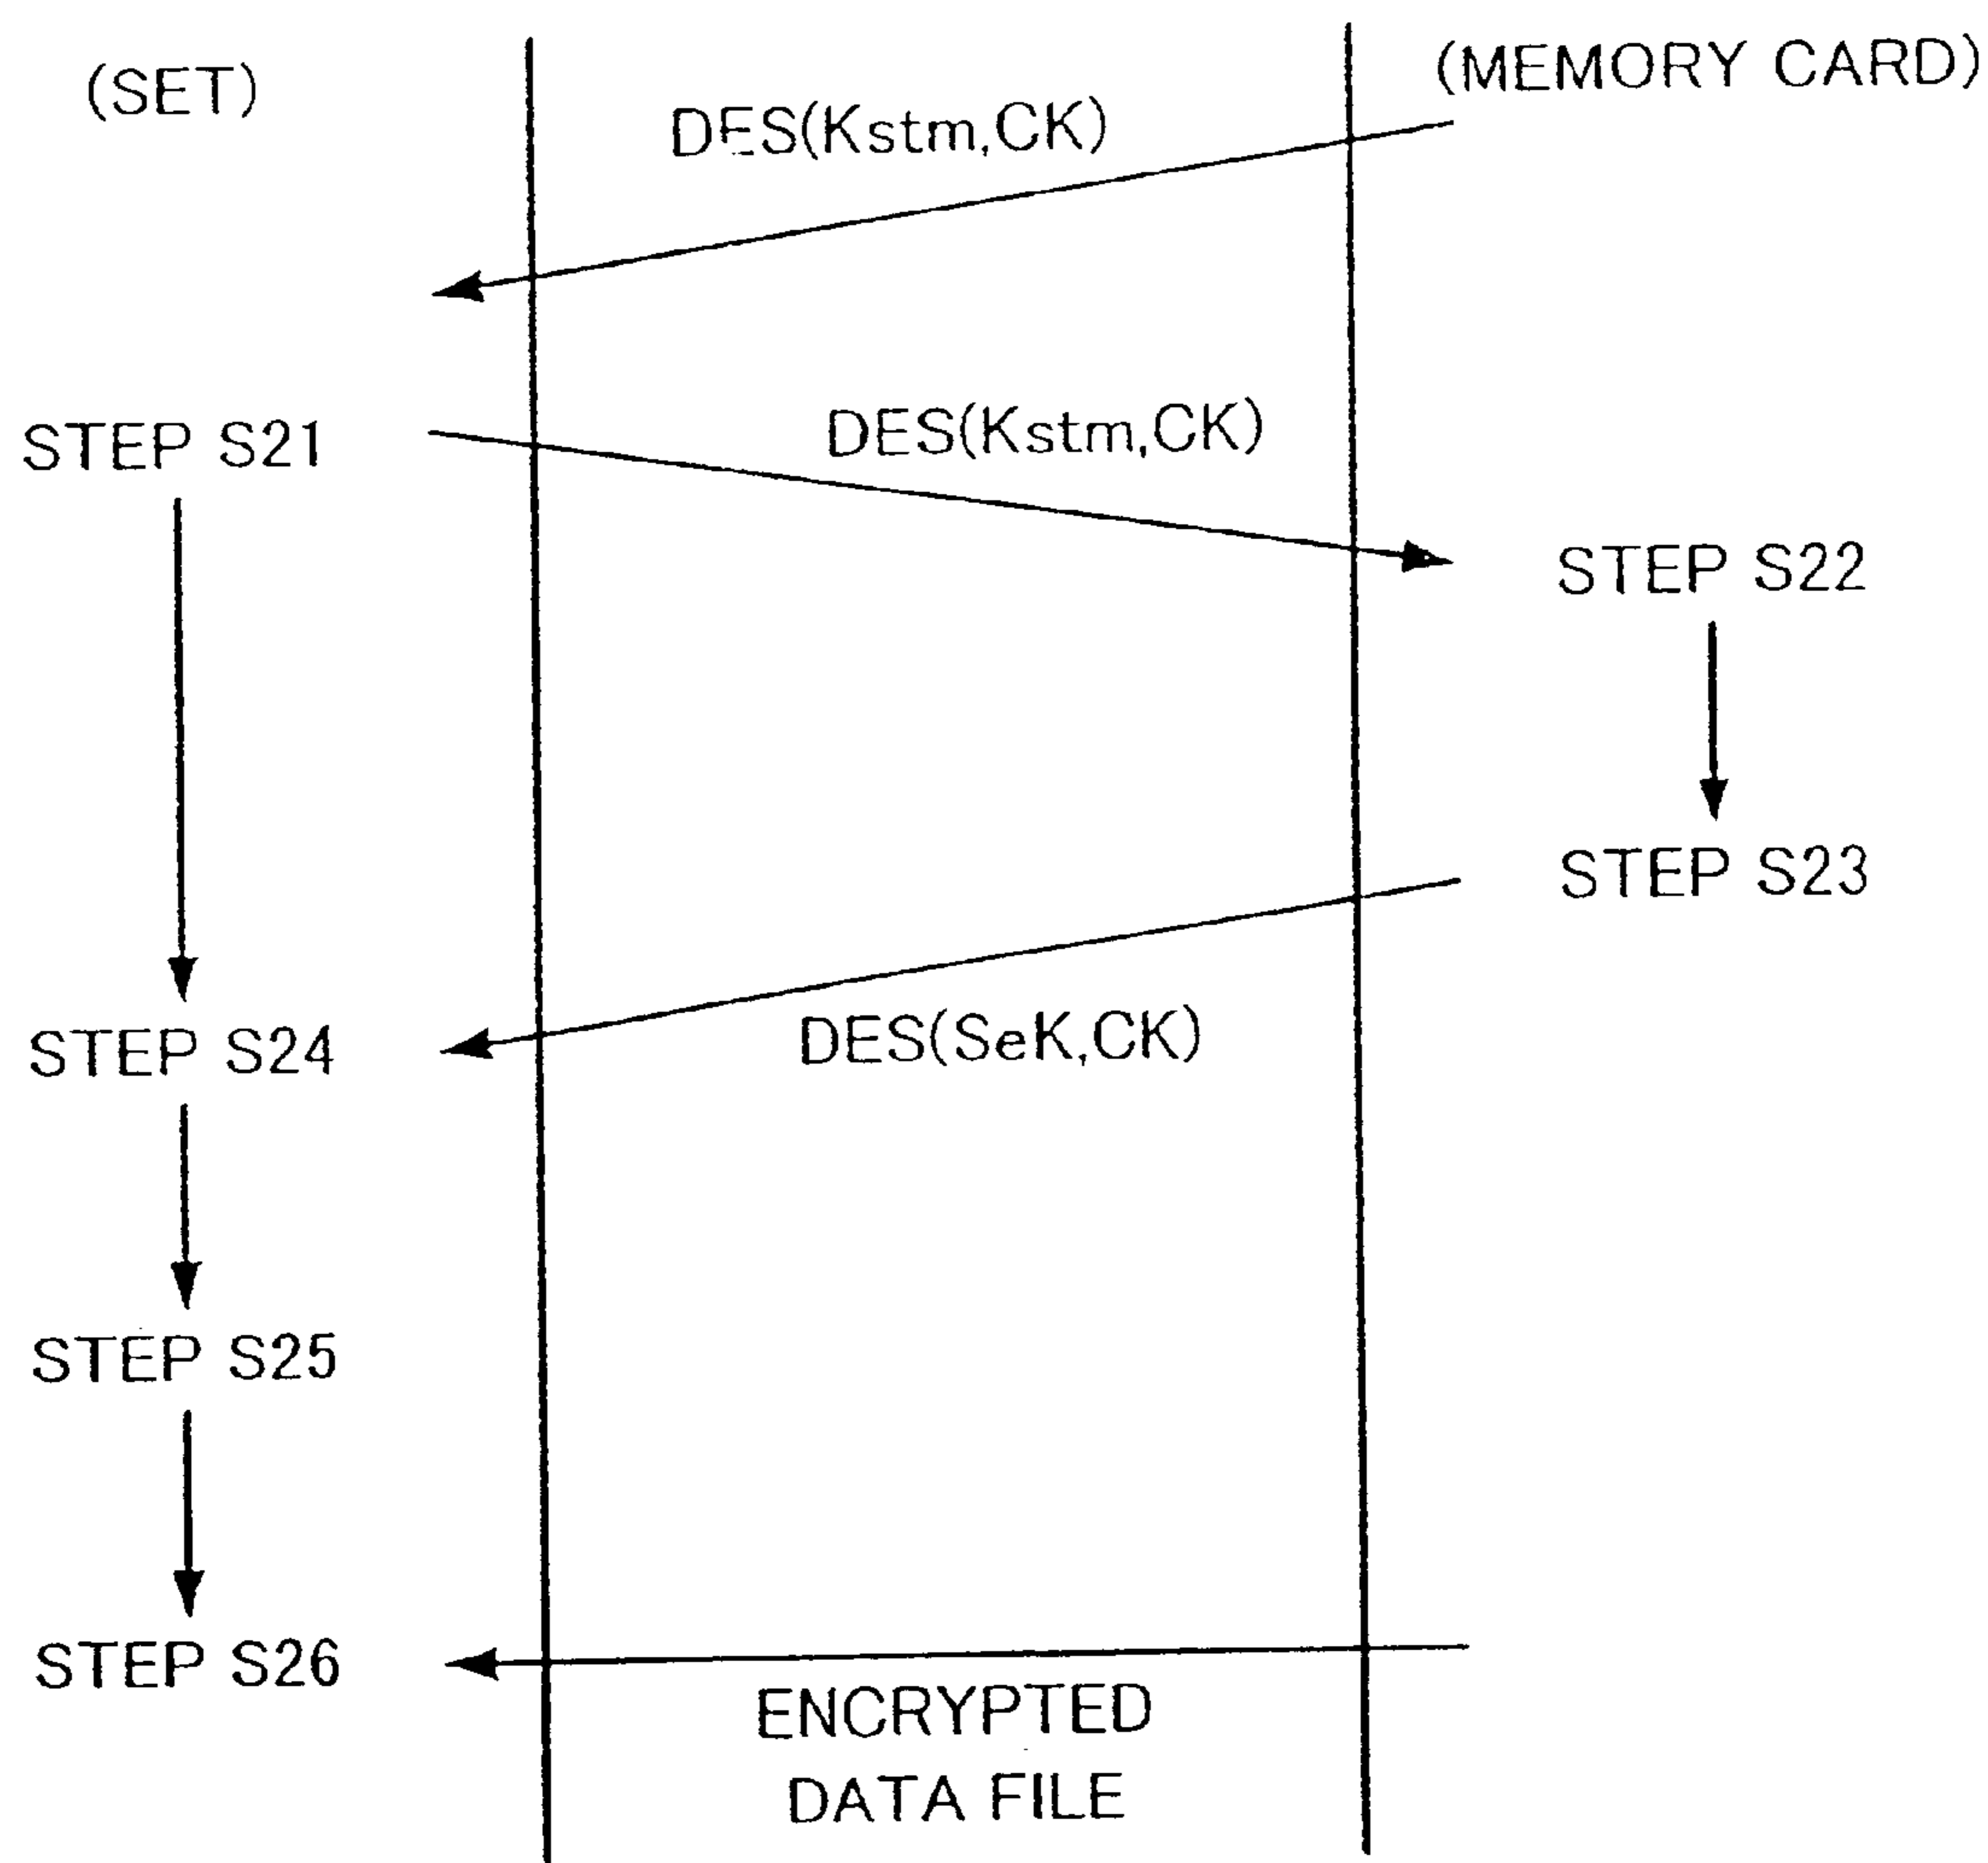 (SET)
(MEMORY CARD)
DES(Kstm,CK)
STEP S21
DES(Kstm,CK)
STEP S22
STEP S23
STEP S24
DES(SeK,CK)
STEP S25
STEP S26
ENCRYPTED
DATA FILE